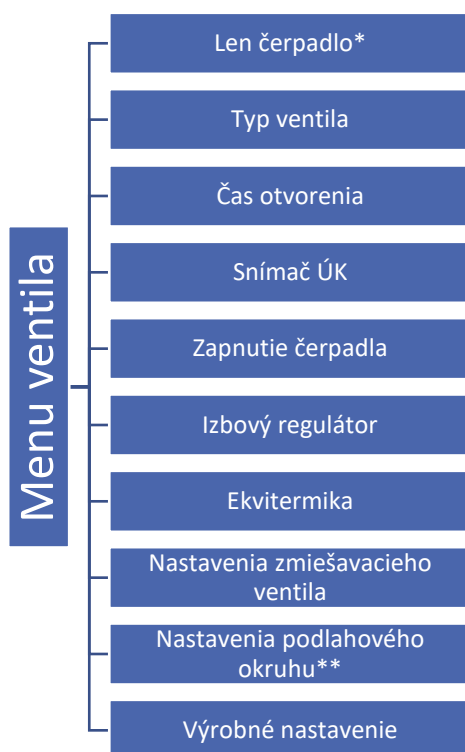 Menu ventila
Len čerpadlo*
Typ ventila
Čas otvorenia
Snímač ÚK
Zapnutie čerpadla
Izbový regulátor
Ekvitermika
Nastavenia zmiešavacieho
ventila
Nastavenia podlahového
okruhu**
Výrobné nastavenie